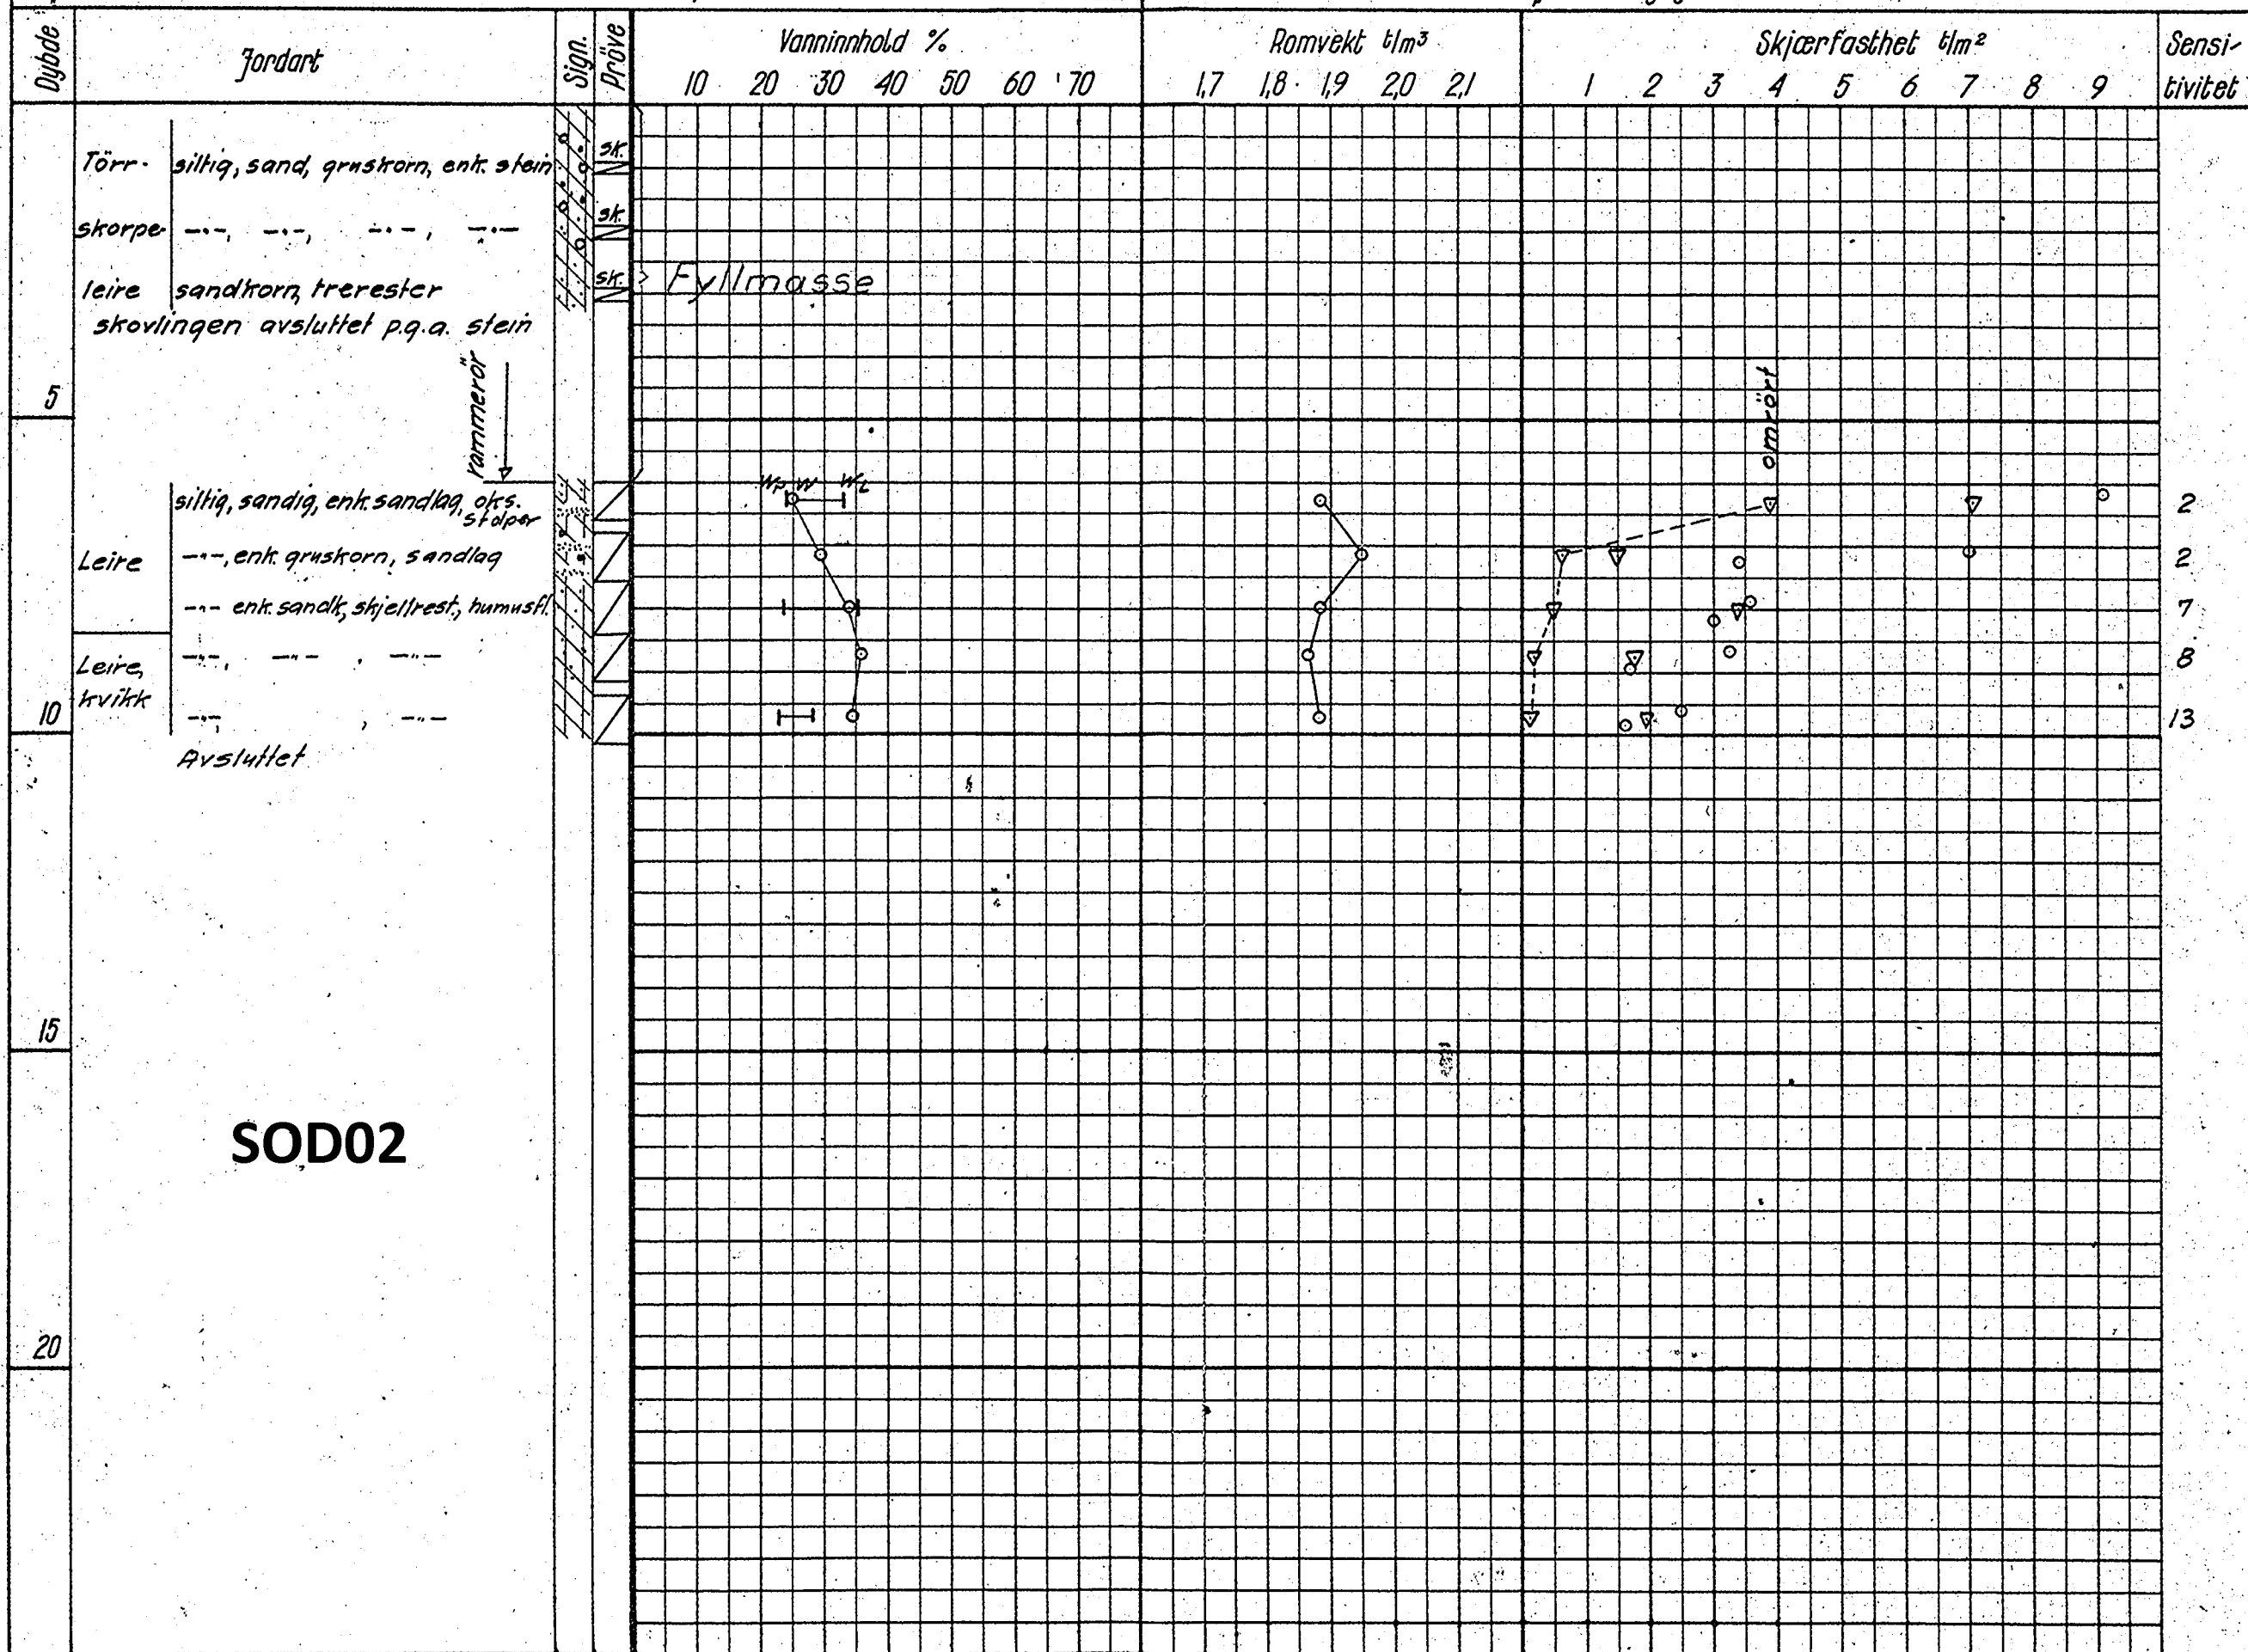 Dybde
Jordart
Sign.
Pröve
Vanninnhold %
10 20 30 40 50 60 70
Romvekt t/m³
1,7 1,8 1,9 2,0 2,1
Skjærfasthet t/m²
1 2 3 4 5 6 7 8 9
Sensi-
tivitet
Törr- siltig, sand, gruskorn, enk. stein
sk.
skorpe -"-, -"-, -"-, -"-
sk.
leire sandkorn, trerester
sk.
Fyllmasse
skovlingen avsluttet p.g.a. stein
rammerör
5
omrört
Wp W WL
siltig, sandig, enk. sandlag, oks.
stolper
2
Leire -"-, enk. gruskorn, sandlag
2
-"- enk. sandk, skjellrest., humusfl.
7
Leire, -"-, -"- , -"-
8
kvikk
10 -"-, , -"-
13
Avsluttet
15
SOD02
20